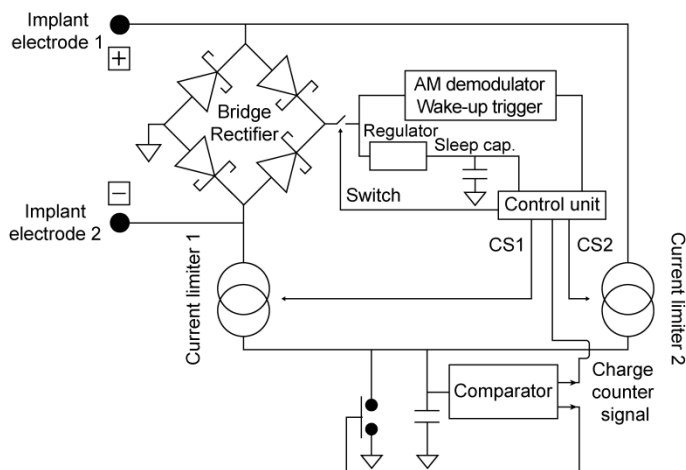 Implant
electrode 1
+
Bridge
Rectifier
AM demodulator
Wake-up trigger
Regulator
Sleep cap.
−
Switch
Control unit
Implant
electrode 2
CS1
CS2
Current limiter 1
Current limiter 2
Comparator
Charge
counter
signal